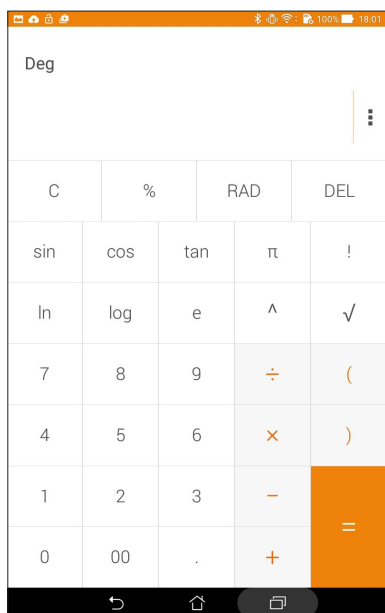 100% 18:01
Deg
C % RAD DEL
sin cos tan π !
ln log e ^ √
7 8 9 ÷ (
4 5 6 × )
1 2 3 −
=
0 00 . +